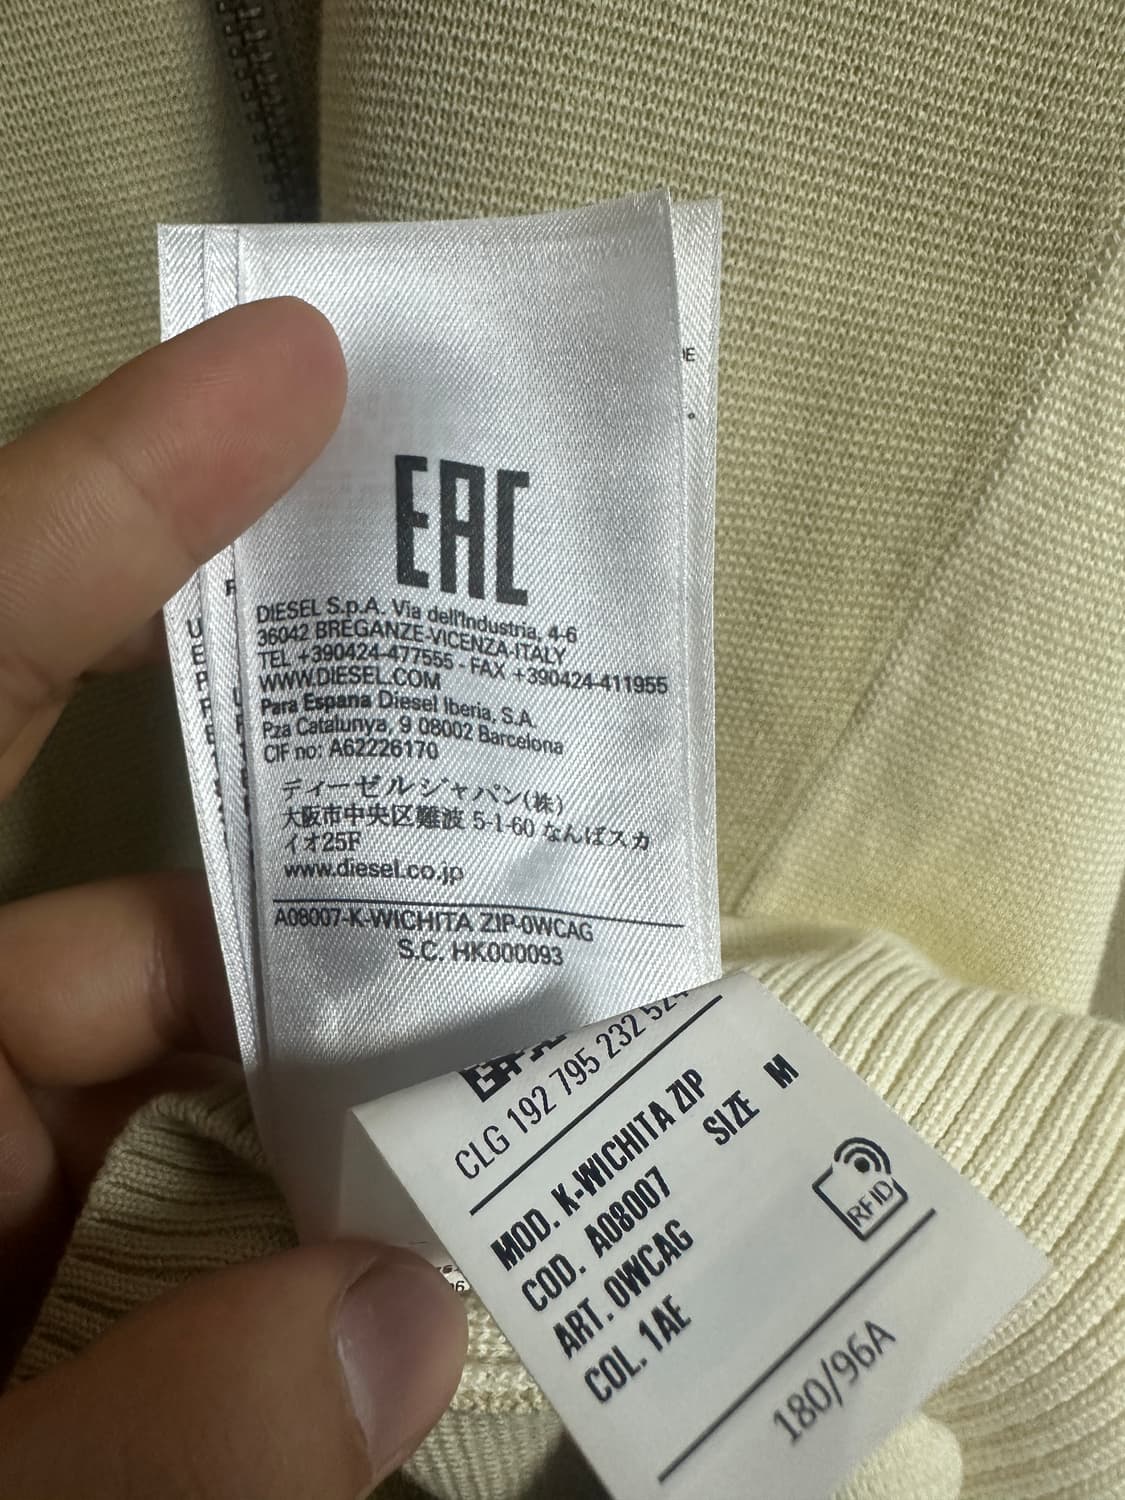 EAC
DIESEL S.p.A. Via dell'Industria, 4-6
36042 BREGANZE-VICENZA-ITALY
TEL +390424-477555 - FAX +390424-411955
WWW.DIESEL.COM
Para Espana Diesel Iberia, S.A.
Pza Catalunya, 9 08002 Barcelona
CIF no: A62226170
ディーゼルジャパン(株)
大阪市中央区難波 5-1-60 なんばスカ
イオ25F
www.diesel.co.jp
A08007-K-WICHITA ZIP-0WCAG
S.C. HK000093
CLG 192 795 232 524
MOD. K-WICHITA ZIP
COD. A08007 SIZE M
ART. 0WCAG
COL. 1AE
RFID
180/96A